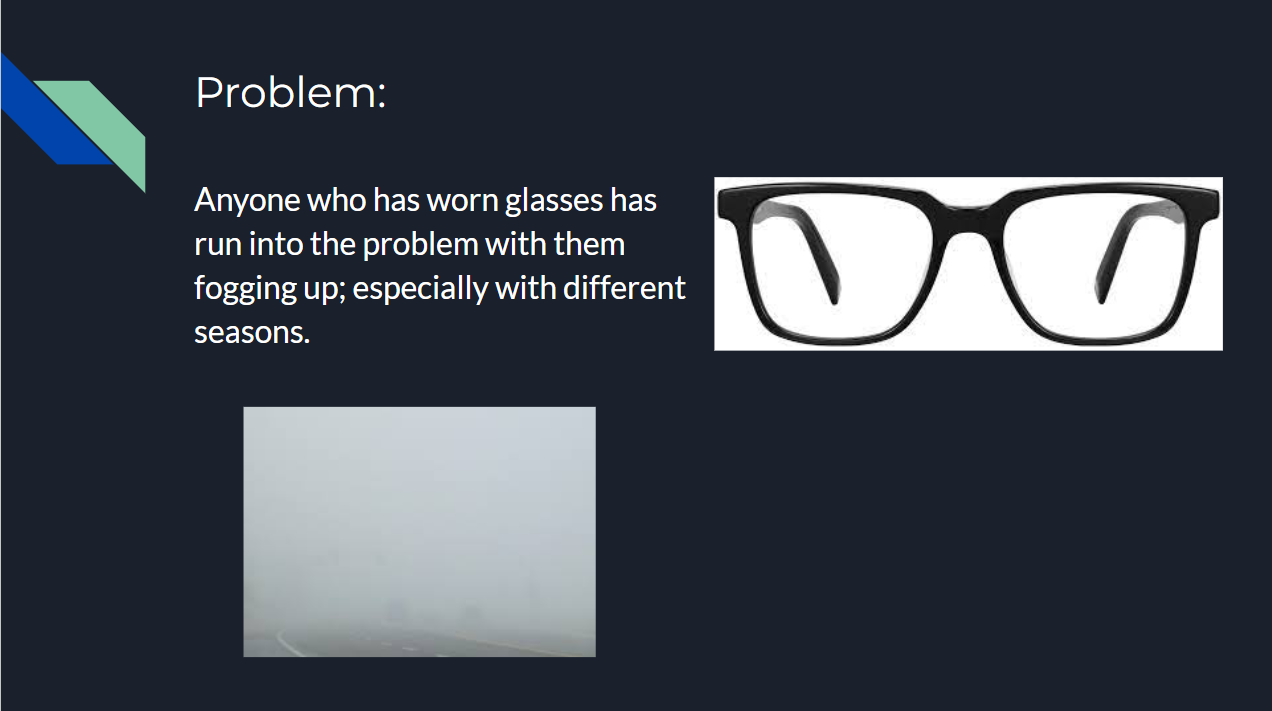 Problem:
Anyone who has worn glasses has
run into the problem with them
fogging up; especially with different
seasons.